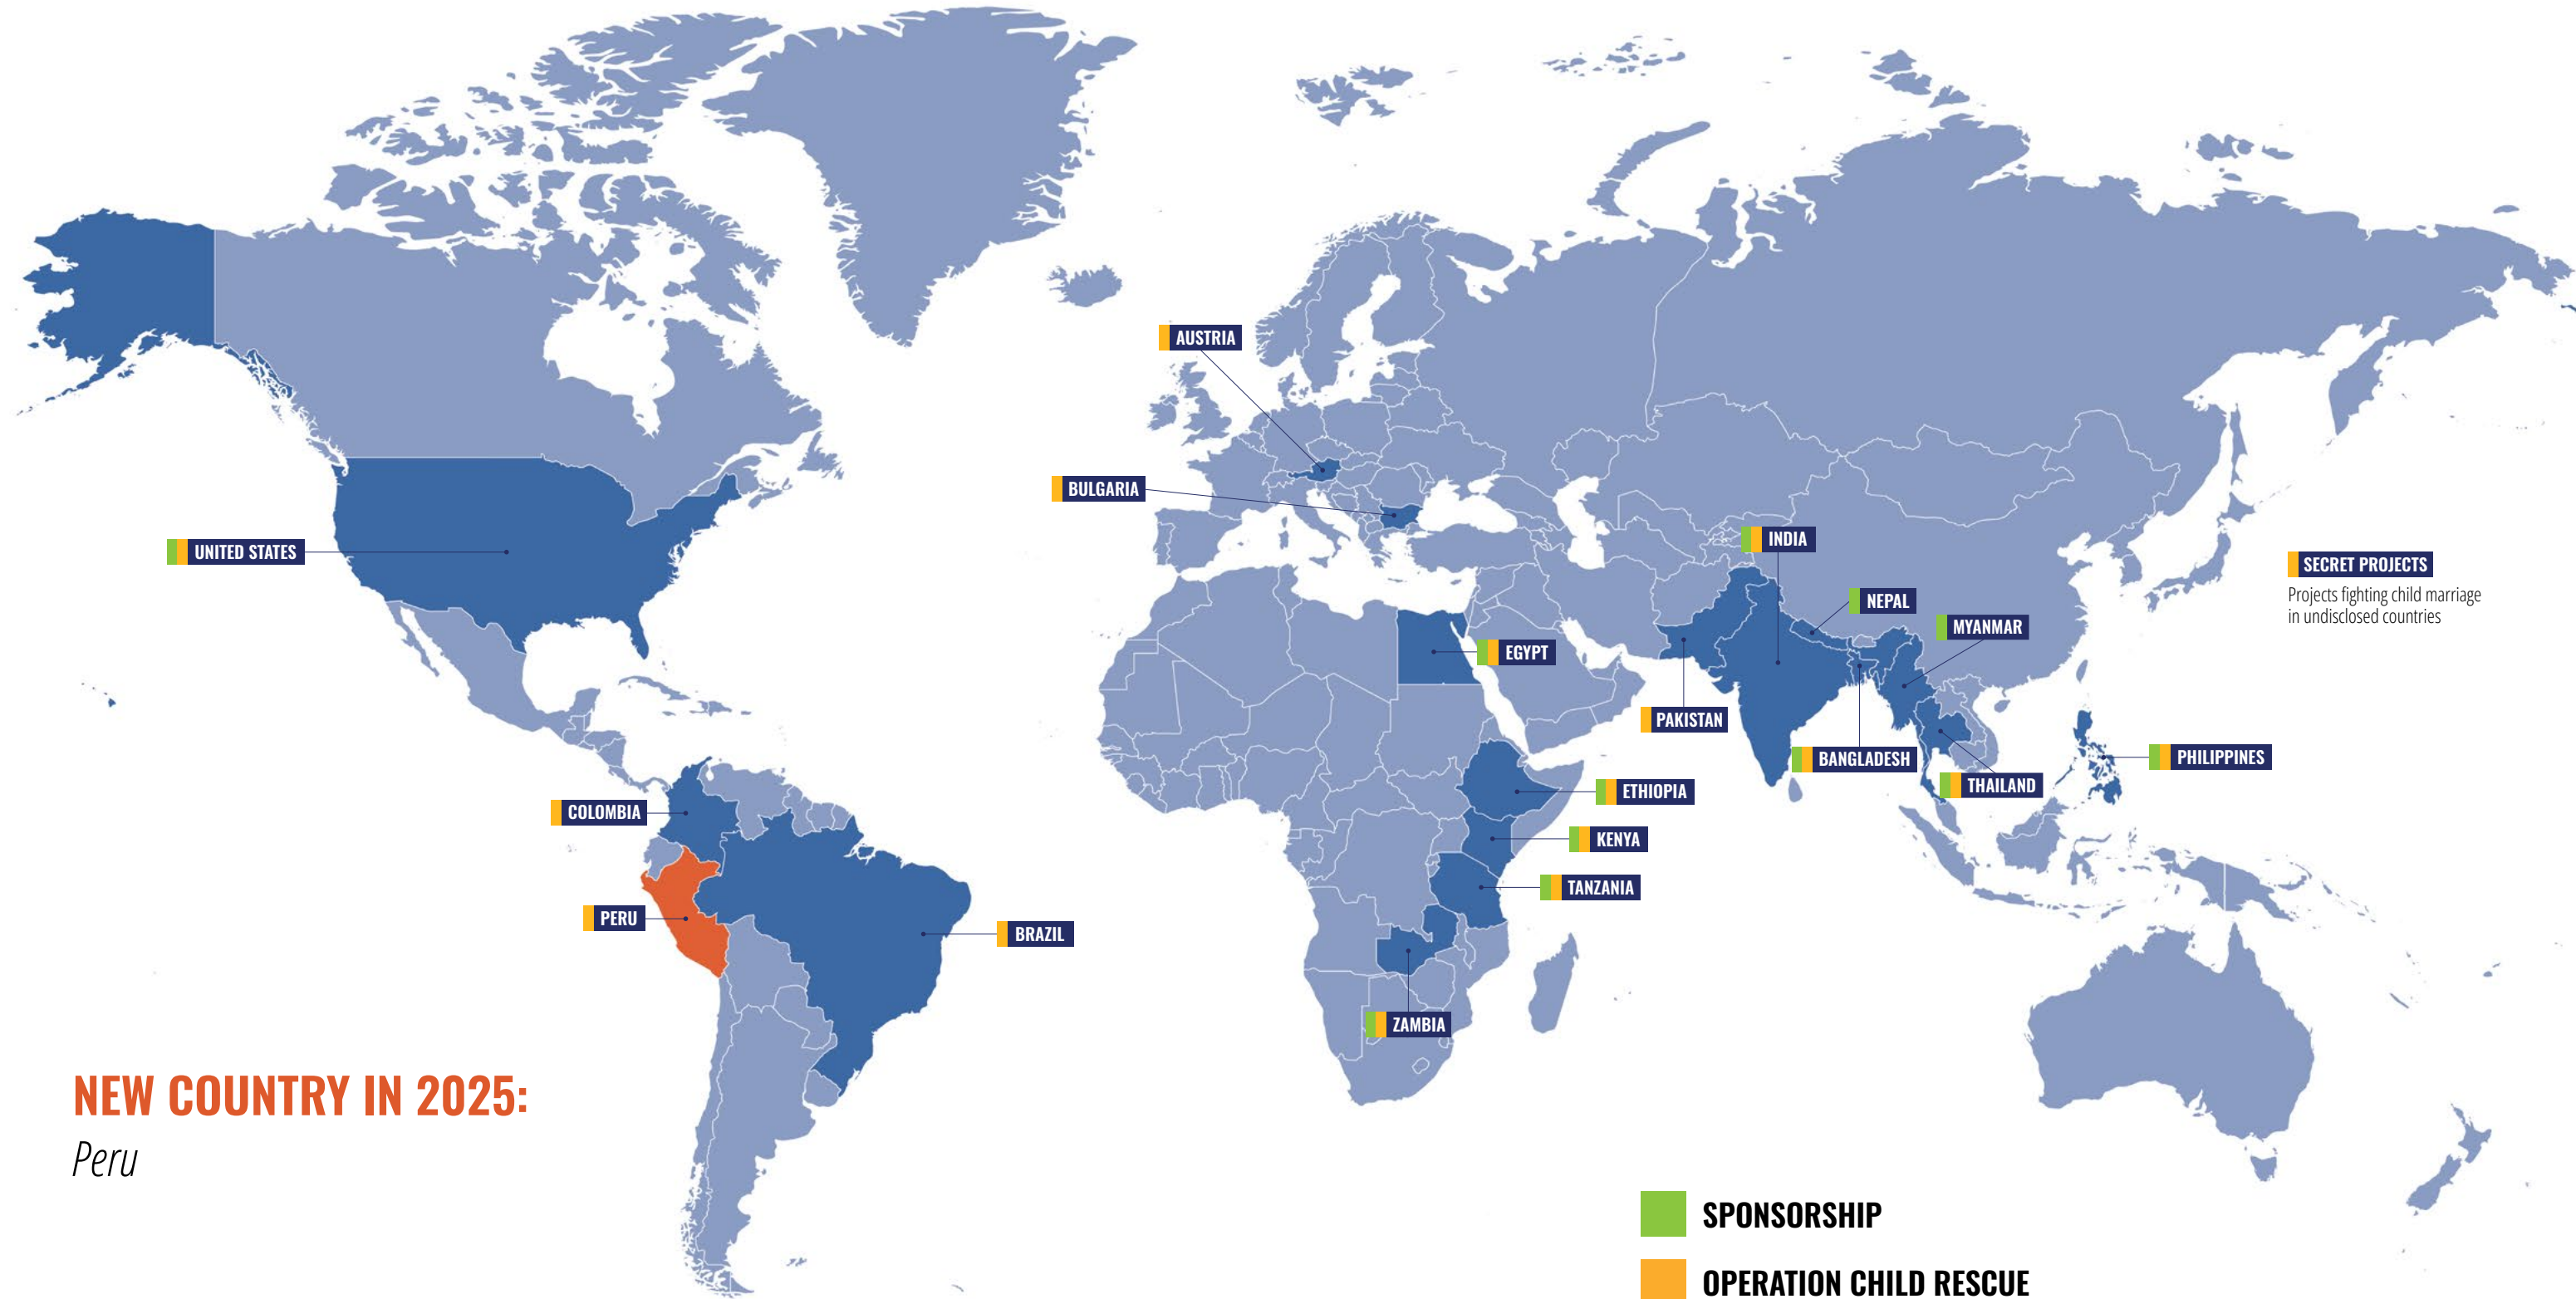 AUSTRIA
BULGARIA
UNITED STATES
INDIA
SECRET PROJECTS
Projects fighting child marriage
in undisclosed countries
NEPAL
MYANMAR
EGYPT
PAKISTAN
BANGLADESH
PHILIPPINES
THAILAND
ETHIOPIA
COLOMBIA
KENYA
TANZANIA
PERU
BRAZIL
ZAMBIA
NEW COUNTRY IN 2025:
Peru
SPONSORSHIP
OPERATION CHILD RESCUE